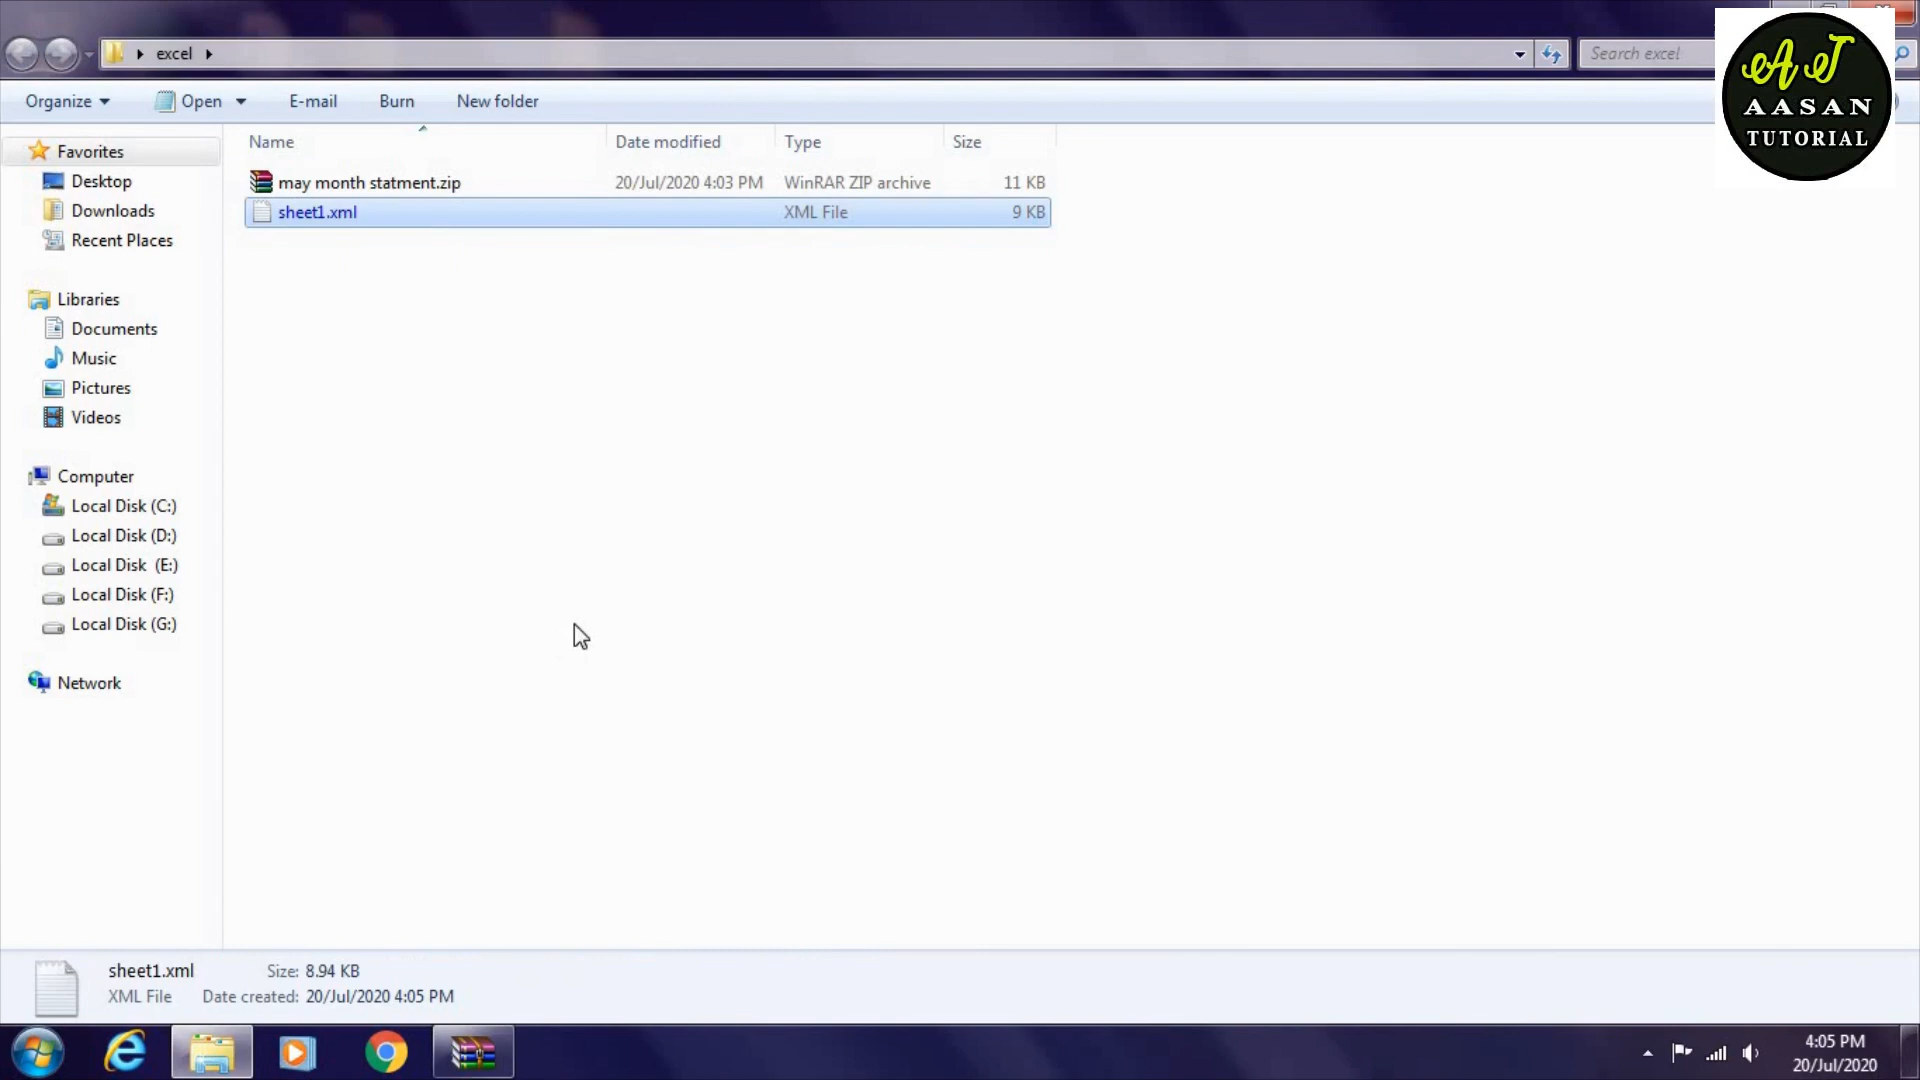 excel
Search excel
AJ
AASAN
TUTORIAL
Organize
Open
E-mail
Burn
New folder
Name
Date modified
Type
Size
Favorites
Desktop
Downloads
Recent Places
Libraries
Documents
Music
Pictures
Videos
Computer
Local Disk (C:)
Local Disk (D:)
Local Disk  (E:)
Local Disk (F:)
Local Disk (G:)
Network
may month statment.zip 20/Jul/2020 4:03 PM WinRAR ZIP archive 11 KB
sheet1.xml XML File 9 KB
sheet1.xml Size: 8.94 KB
XML File Date created: 20/Jul/2020 4:05 PM
4:05 PM
20/Jul/2020